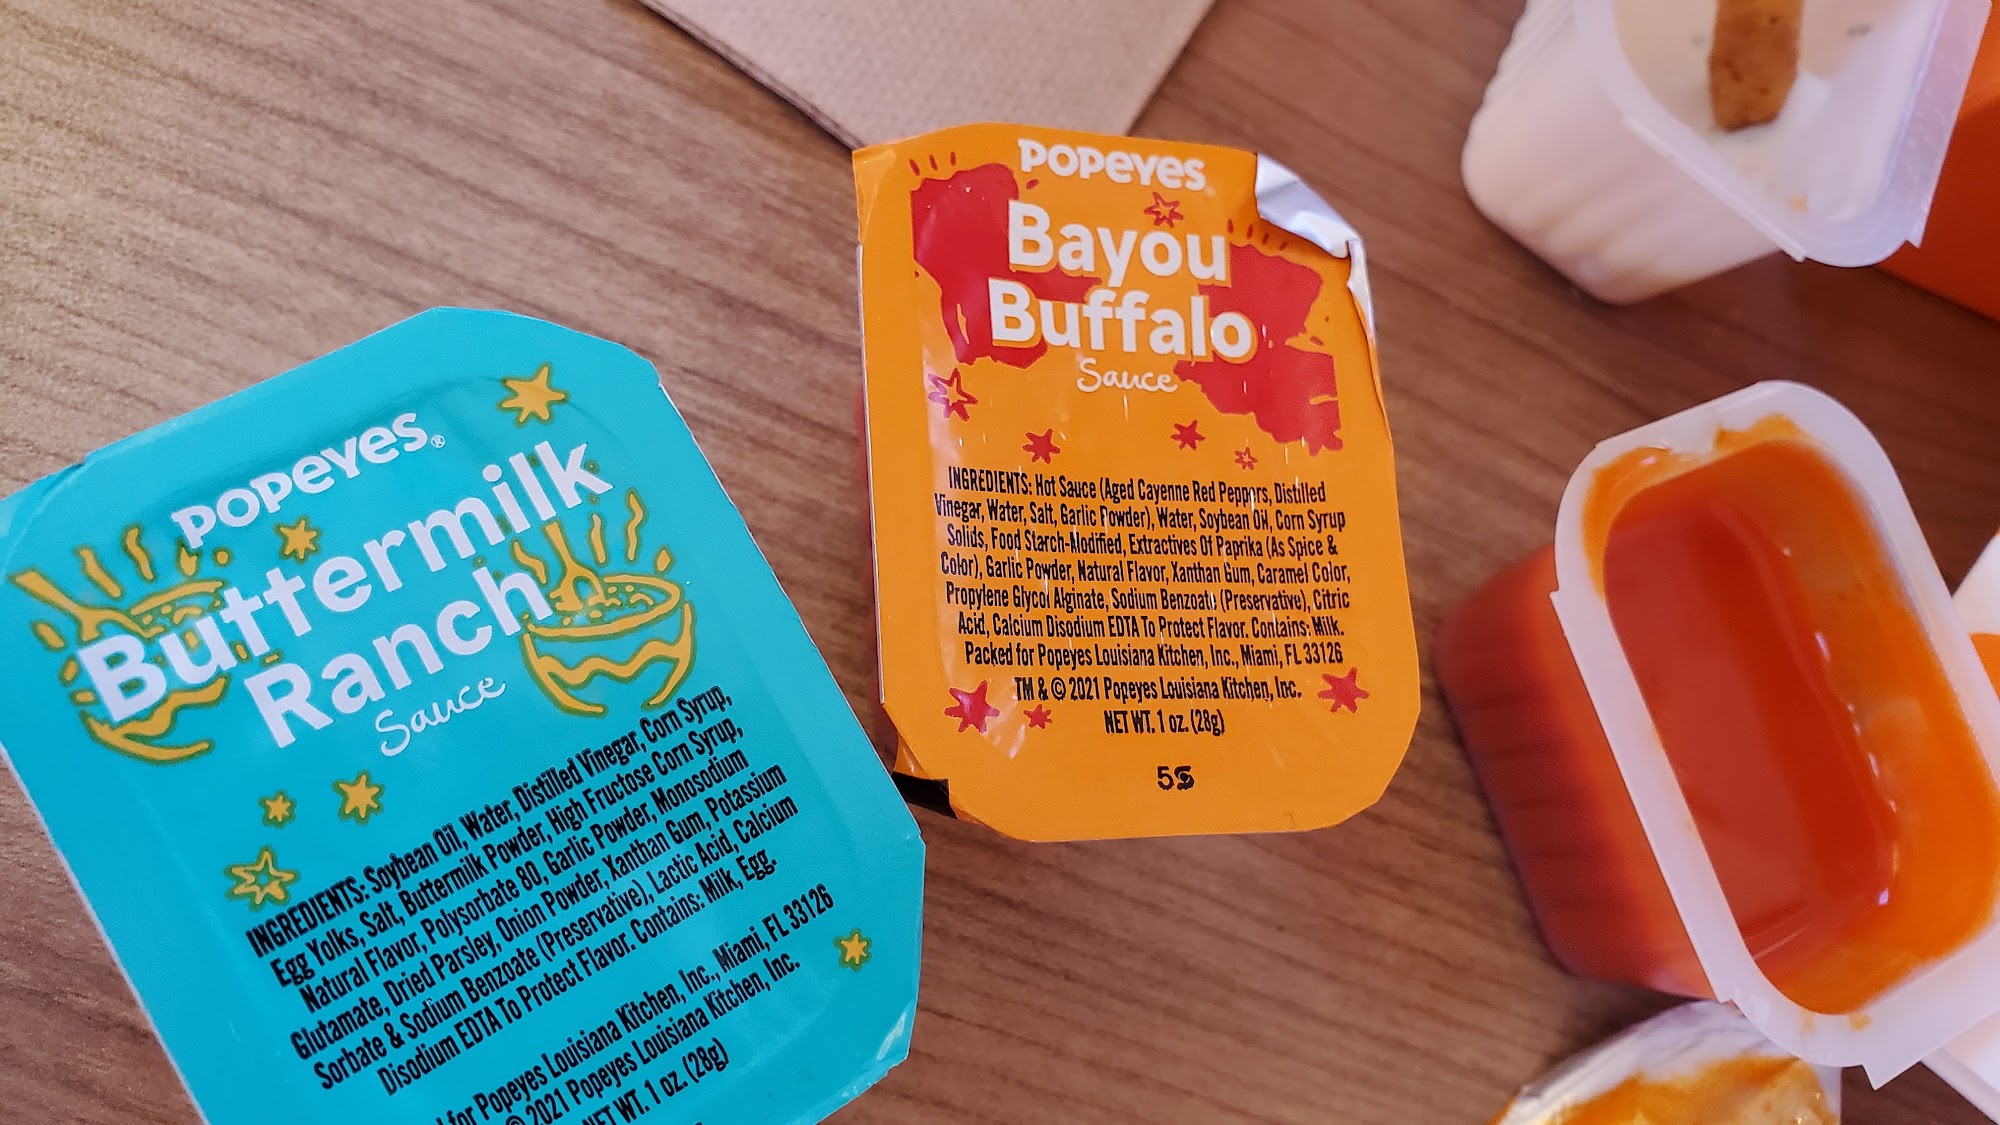 POPEYES®
Buttermilk
Ranch
Sauce
INGREDIENTS: Soybean Oil, Water, Distilled Vinegar, Corn Syrup,
Egg Yolks, Salt, Buttermilk Powder, High Fructose Corn Syrup,
Natural Flavor, Polysorbate 80, Garlic Powder, Monosodium
Glutamate, Dried Parsley, Onion Powder, Xanthan Gum, Potassium
Sorbate & Sodium Benzoate (Preservative), Lactic Acid, Calcium
Disodium EDTA To Protect Flavor. Contains: Milk, Egg.
for Popeyes Louisiana Kitchen, Inc., Miami, FL 33126
© 2021 Popeyes Louisiana Kitchen, Inc.
NET WT. 1 oz. (28g)
POPEYES
Bayou
Buffalo
Sauce
INGREDIENTS: Hot Sauce (Aged Cayenne Red Peppers, Distilled
Vinegar, Water, Salt, Garlic Powder), Water, Soybean Oil, Corn Syrup
Solids, Food Starch-Modified, Extractives Of Paprika (As Spice &
Color), Garlic Powder, Natural Flavor, Xanthan Gum, Caramel Color,
Propylene Glycol Alginate, Sodium Benzoate (Preservative), Citric
Acid, Calcium Disodium EDTA To Protect Flavor. Contains: Milk.
Packed for Popeyes Louisiana Kitchen, Inc., Miami, FL 33126
TM & © 2021 Popeyes Louisiana Kitchen, Inc.
NET WT. 1 oz. (28g)